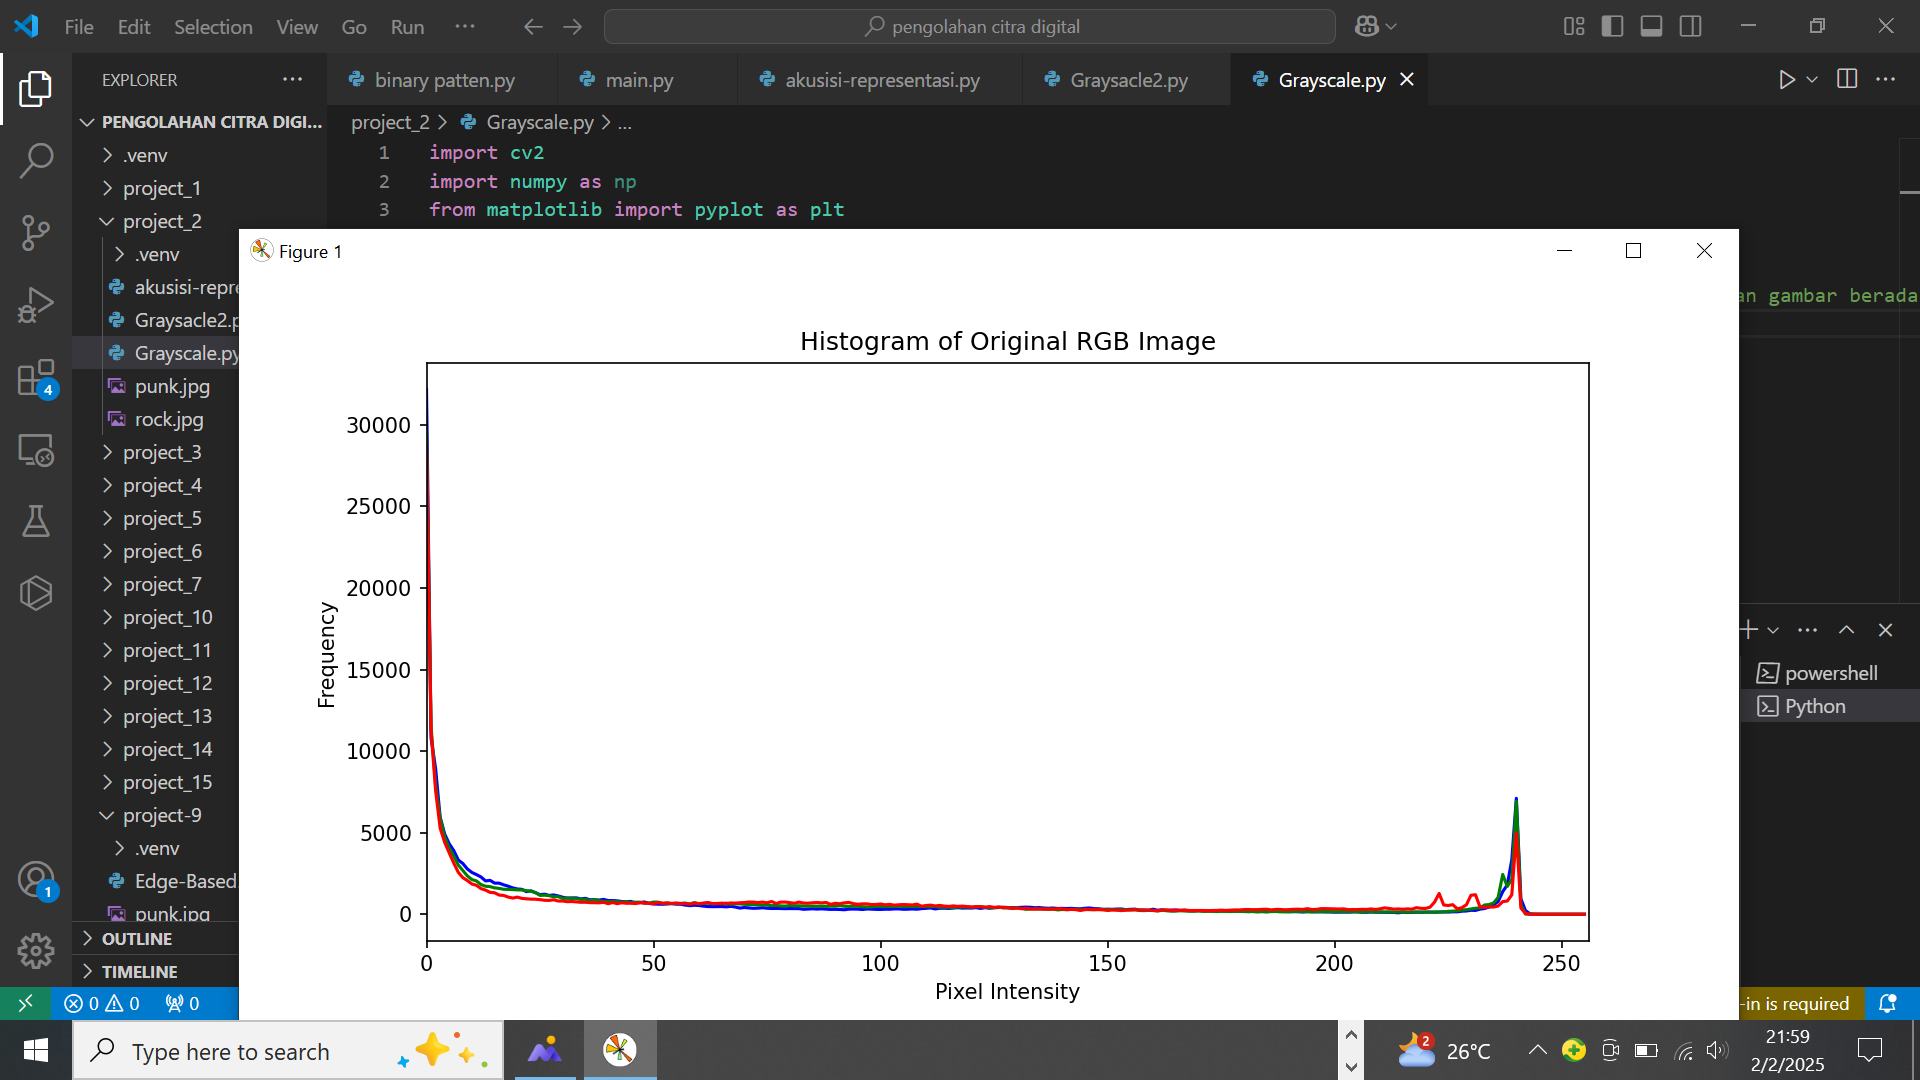 File Edit Selection View Go Run ··· pengolahan citra digital
EXPLORER ···
binary patten.py main.py akusisi-representasi.py Graysacle2.py Grayscale.py
PENGOLAHAN CITRA DIGI...
project_2 > Grayscale.py > ...
.venv
project_1
project_2
.venv
akusisi-repre
Graysacle2.p
Grayscale.py
punk.jpg
rock.jpg
project_3
project_4
project_5
project_6
project_7
project_10
project_11
project_12
project_13
project_14
project_15
project-9
.venv
Edge-Based.
punk.jpg
OUTLINE
TIMELINE
4
1
1 import cv2
2 import numpy as np
3 from matplotlib import pyplot as plt
an gambar berada
Figure 1
Histogram of Original RGB Image
Frequency
30000
25000
20000
15000
10000
5000
0
0 50 100 150 200 250
Pixel Intensity
powershell
Python
0 0 0
-in is required
Type here to search
2
26°C
21:59
2/2/2025